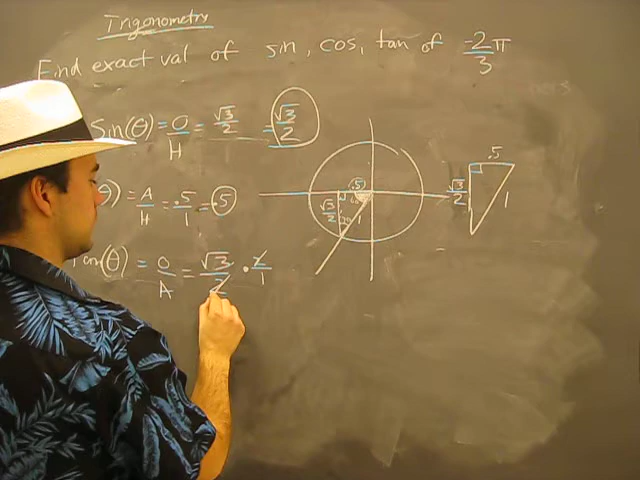 Trigonometry
Find exact val of sin, cos, tan of -2π/3
Sin(θ) = O/H = √3/2 = √3/2
θ) = A/H = .5/1 = .5
Tan(θ) = O/A = √3/2 · 2/1
.5
√3/2
.5
√3/2
1